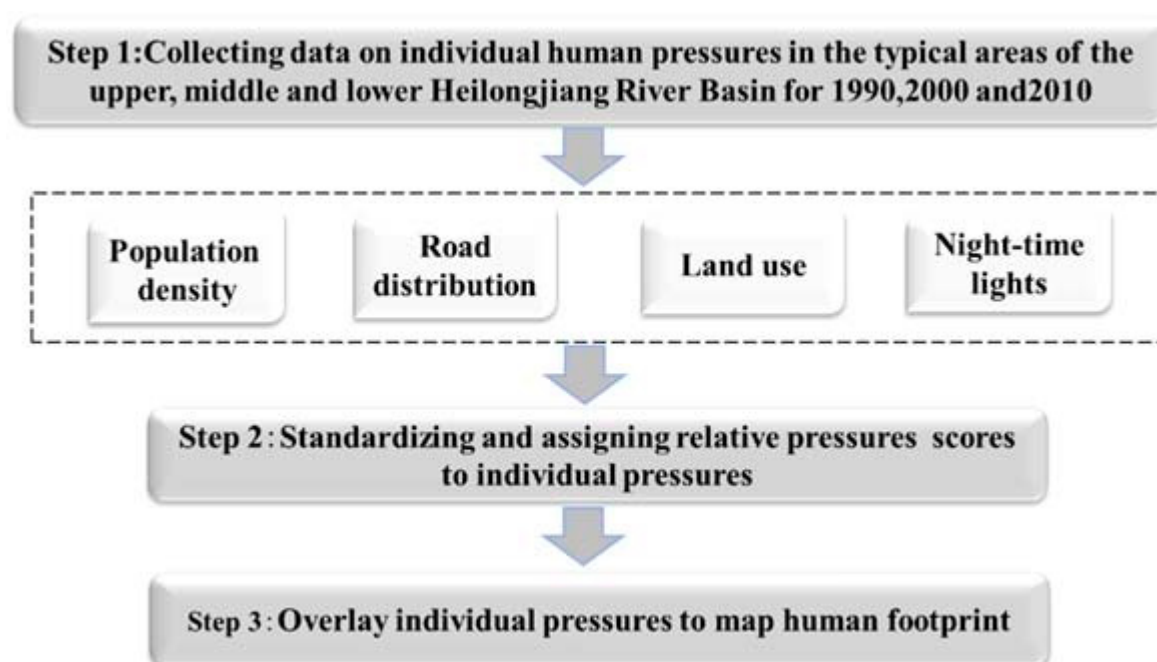 Step 1:Collecting data on individual human pressures in the typical areas of the
upper, middle and lower Heilongjiang River Basin for 1990,2000 and2010
Population
density
Road
distribution
Land use
Night-time
lights
Step 2:Standardizing and assigning relative pressures scores
to individual pressures
Step 3:Overlay individual pressures to map human footprint